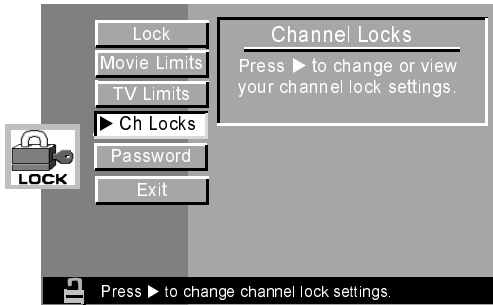 Lock
Movie Limits
TV Limits
▶ Ch Locks
Password
Exit
LOCK
Channel Locks
Press ▶ to change or view
your channel lock settings.
Press ▶ to change channel lock settings.